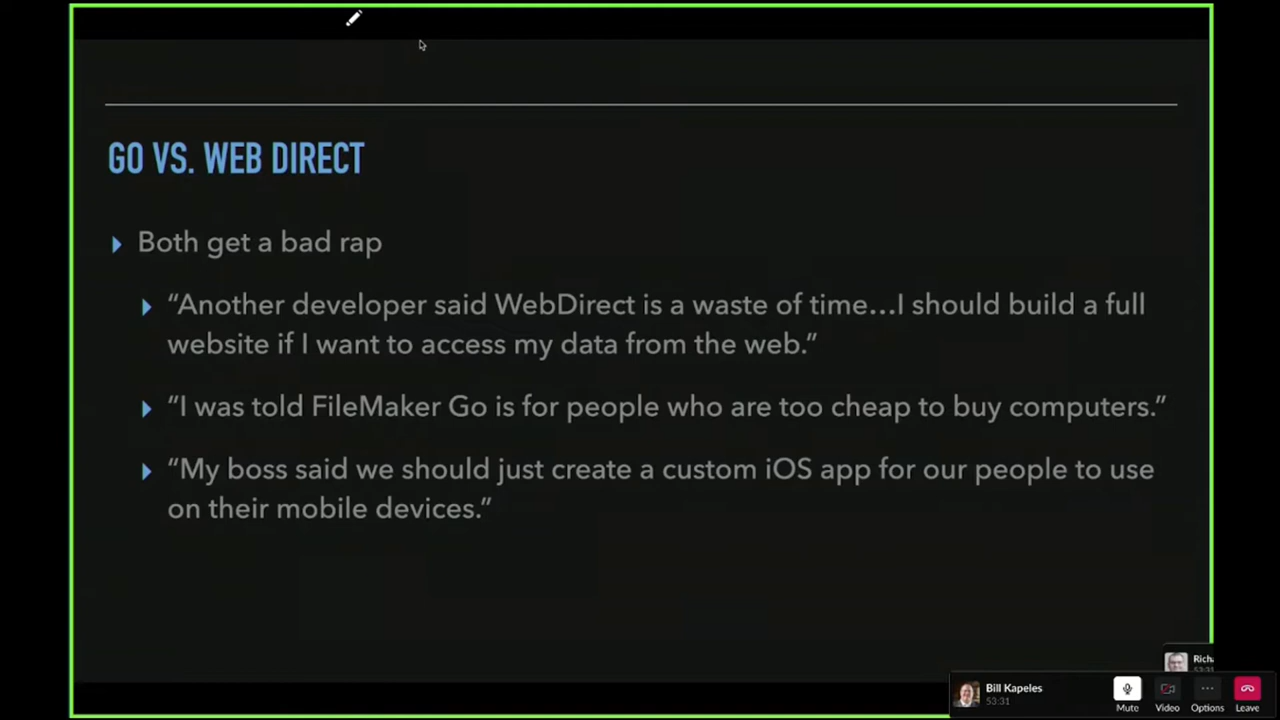 GO VS. WEB DIRECT
Both get a bad rap
“Another developer said WebDirect is a waste of time...I should build a full
website if I want to access my data from the web.”
“I was told FileMaker Go is for people who are too cheap to buy computers.”
“My boss said we should just create a custom iOS app for our people to use
on their mobile devices.”
Bill Kapeles
53:31
Mute Video Options Leave